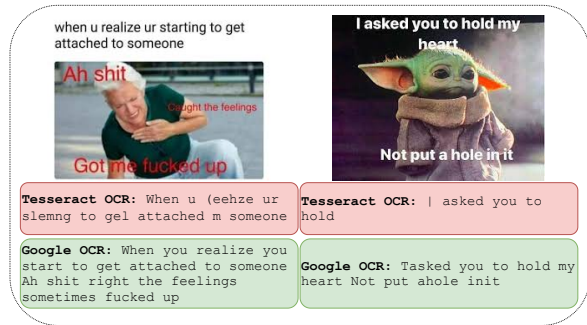 when u realize ur starting to get
attached to someone
Ah shit
Caught the feelings
Got me fucked up
I asked you to hold my
heart
Not put a hole in it
Tesseract OCR: When u (eehze ur
slemng to gel attached m someone
Tesseract OCR: | asked you to
hold
Google OCR: When you realize you
start to get attached to someone
Ah shit right the feelings
sometimes fucked up
Google OCR: Tasked you to hold my
heart Not put ahole init